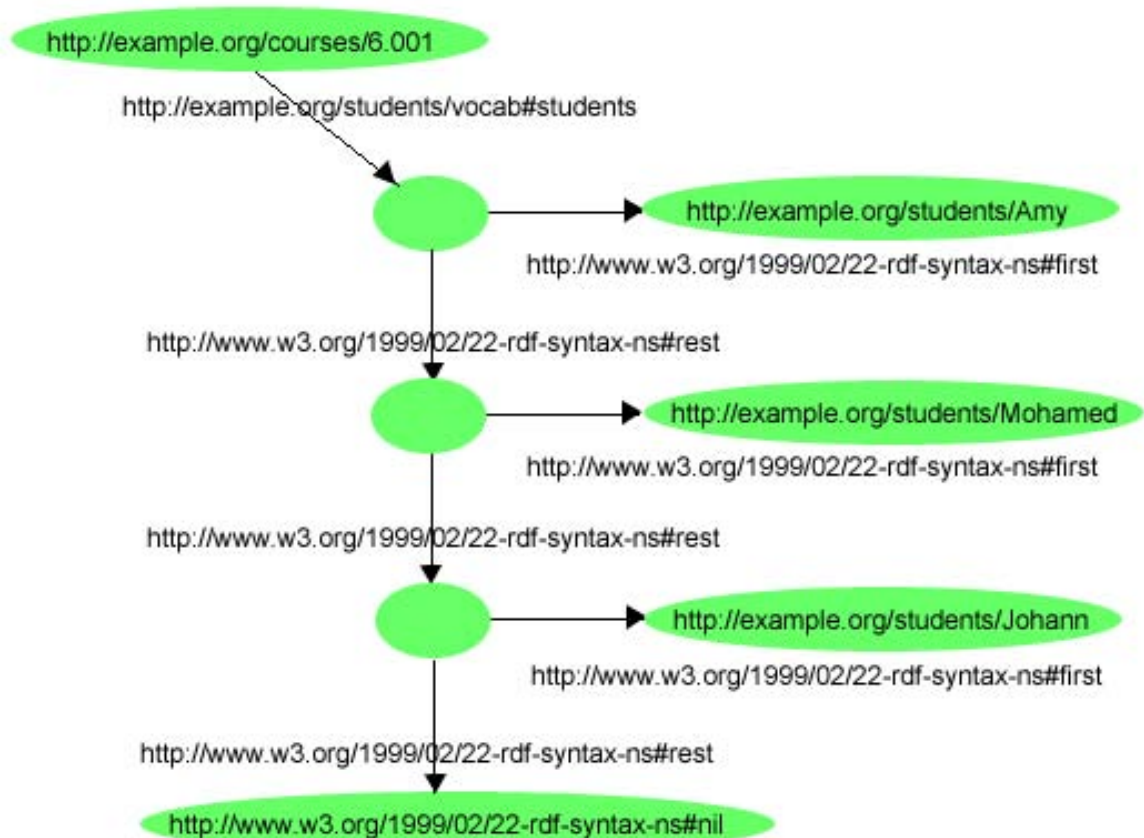 http://example.org/courses/6.001
http://example.org/students/vocab#students
http://example.org/students/Amy
http://www.w3.org/1999/02/22-rdf-syntax-ns#first
http://www.w3.org/1999/02/22-rdf-syntax-ns#rest
http://example.org/students/Mohamed
http://www.w3.org/1999/02/22-rdf-syntax-ns#first
http://www.w3.org/1999/02/22-rdf-syntax-ns#rest
http://example.org/students/Johann
http://www.w3.org/1999/02/22-rdf-syntax-ns#first
http://www.w3.org/1999/02/22-rdf-syntax-ns#rest
http://www.w3.org/1999/02/22-rdf-syntax-ns#nil